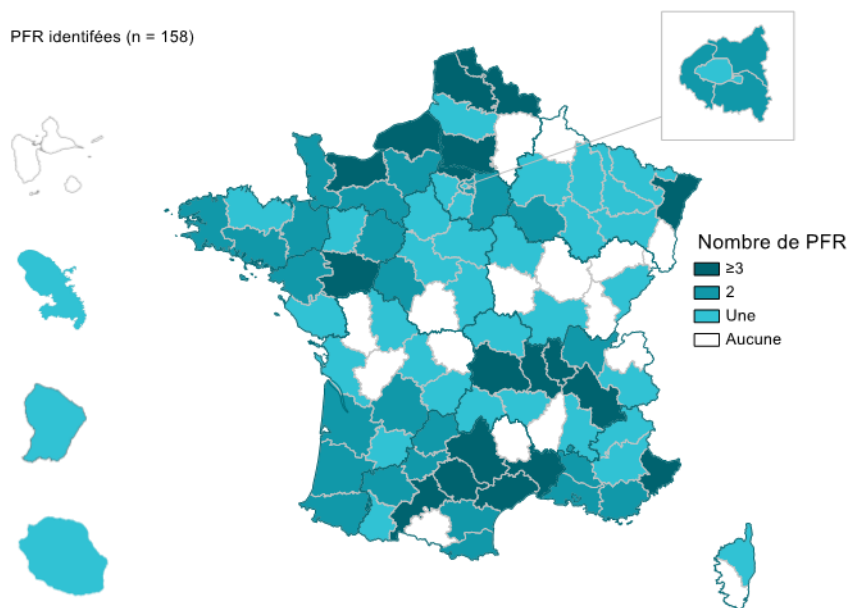 PFR identifées (n = 158)
Nombre de PFR
≥3
2
Une
Aucune